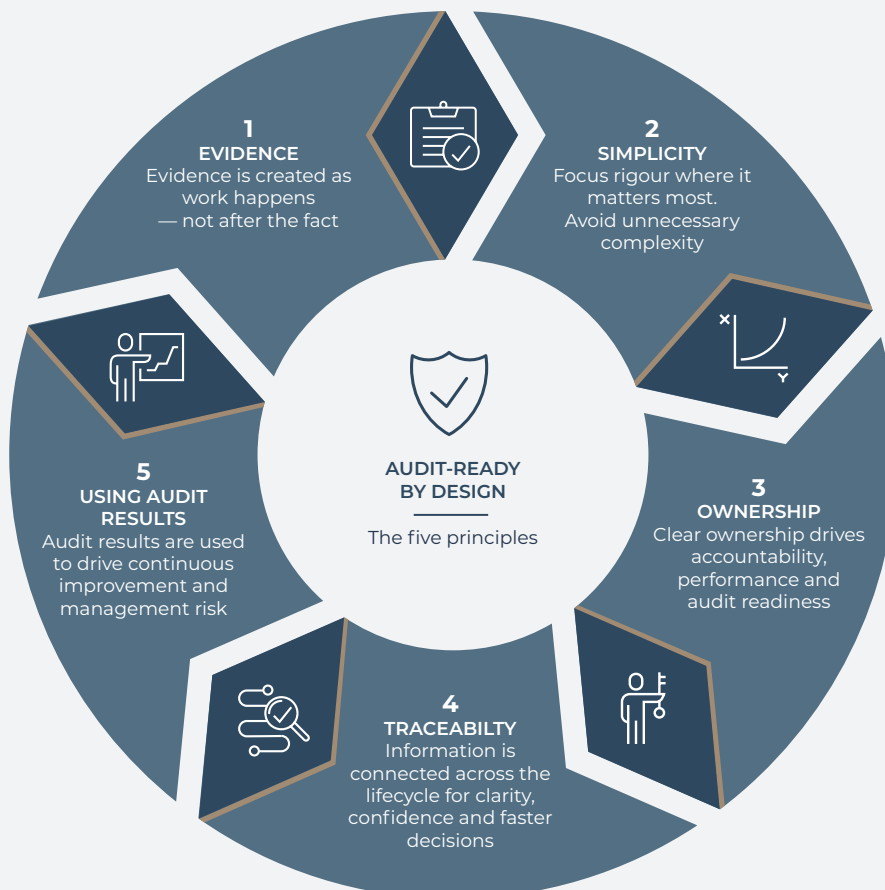 1
EVIDENCE
Evidence is created as
work happens
— not after the fact
2
SIMPLICITY
Focus rigour where it
matters most.
Avoid unnecessary
complexity
X
Y
3
OWNERSHIP
Clear ownership drives
accountability,
performance and
audit readiness
4
TRACEABILTY
Information is
connected across the
lifecycle for clarity,
confidence and faster
decisions
5
USING AUDIT
RESULTS
Audit results are used
to drive continuous
improvement and
management risk
AUDIT-READY
BY DESIGN
The five principles